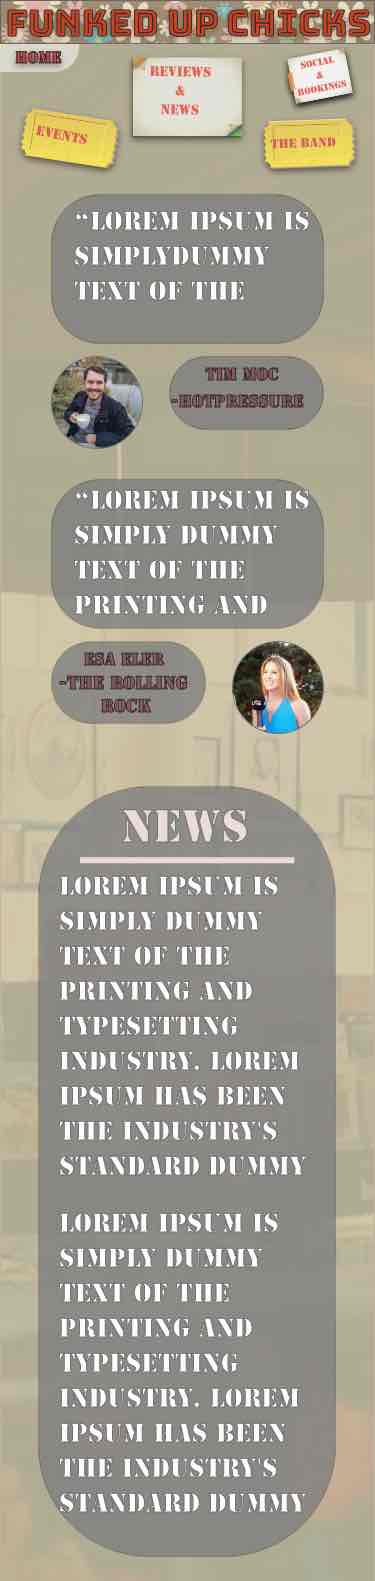 FUNKED UP CHICKS
HOME
REVIEWS
&
NEWS
SOCIAL
&
BOOKINGS
EVENTS
THE BAND
“LOREM IPSUM IS
SIMPLYDUMMY
TEXT OF THE
TIM MOC
-HOTPRESSURE
“LOREM IPSUM IS
SIMPLY DUMMY
TEXT OF THE
PRINTING AND
ESA ELER
-THE ROLLING
ROCK
NEWS
LOREM IPSUM IS
SIMPLY DUMMY
TEXT OF THE
PRINTING AND
TYPESETTING
INDUSTRY. LOREM
IPSUM HAS BEEN
THE INDUSTRY'S
STANDARD DUMMY
LOREM IPSUM IS
SIMPLY DUMMY
TEXT OF THE
PRINTING AND
TYPESETTING
INDUSTRY. LOREM
IPSUM HAS BEEN
THE INDUSTRY'S
STANDARD DUMMY